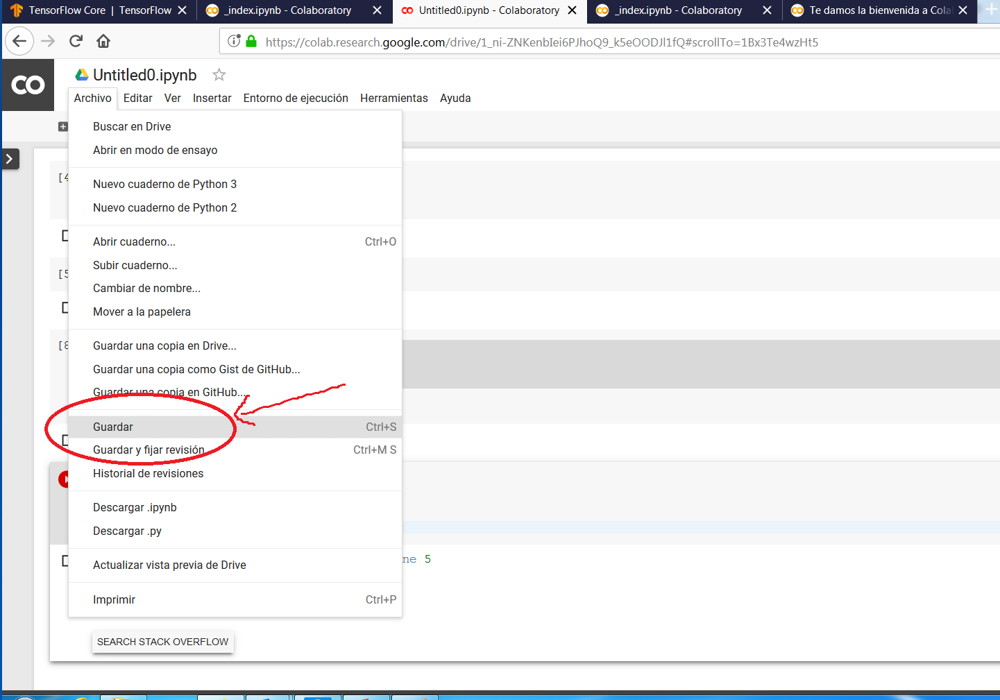 TensorFlow Core | TensorFlow
_index.ipynb - Colaboratory
Untitled0.ipynb - Colaboratory
_index.ipynb - Colaboratory
Te damos la bienvenida a Cola
https://colab.research.google.com/drive/1_ni-ZNKenbIei6PJhoQ9_k5eOODJl1fQ#scrollTo=1Bx3Te4wzHt5
CO
Untitled0.ipynb
Archivo Editar Ver Insertar Entorno de ejecución Herramientas Ayuda
Buscar en Drive
Abrir en modo de ensayo
[4
Nuevo cuaderno de Python 3
Nuevo cuaderno de Python 2
Abrir cuaderno... Ctrl+O
Subir cuaderno...
[5
Cambiar de nombre...
Mover a la papelera
[8
Guardar una copia en Drive...
Guardar una copia como Gist de GitHub...
Guardar una copia en GitHub...
Guardar Ctrl+S
Guardar y fijar revisión Ctrl+M S
Historial de revisiones
Descargar .ipynb
Descargar .py
ne 5
Actualizar vista previa de Drive
Imprimir Ctrl+P
SEARCH STACK OVERFLOW